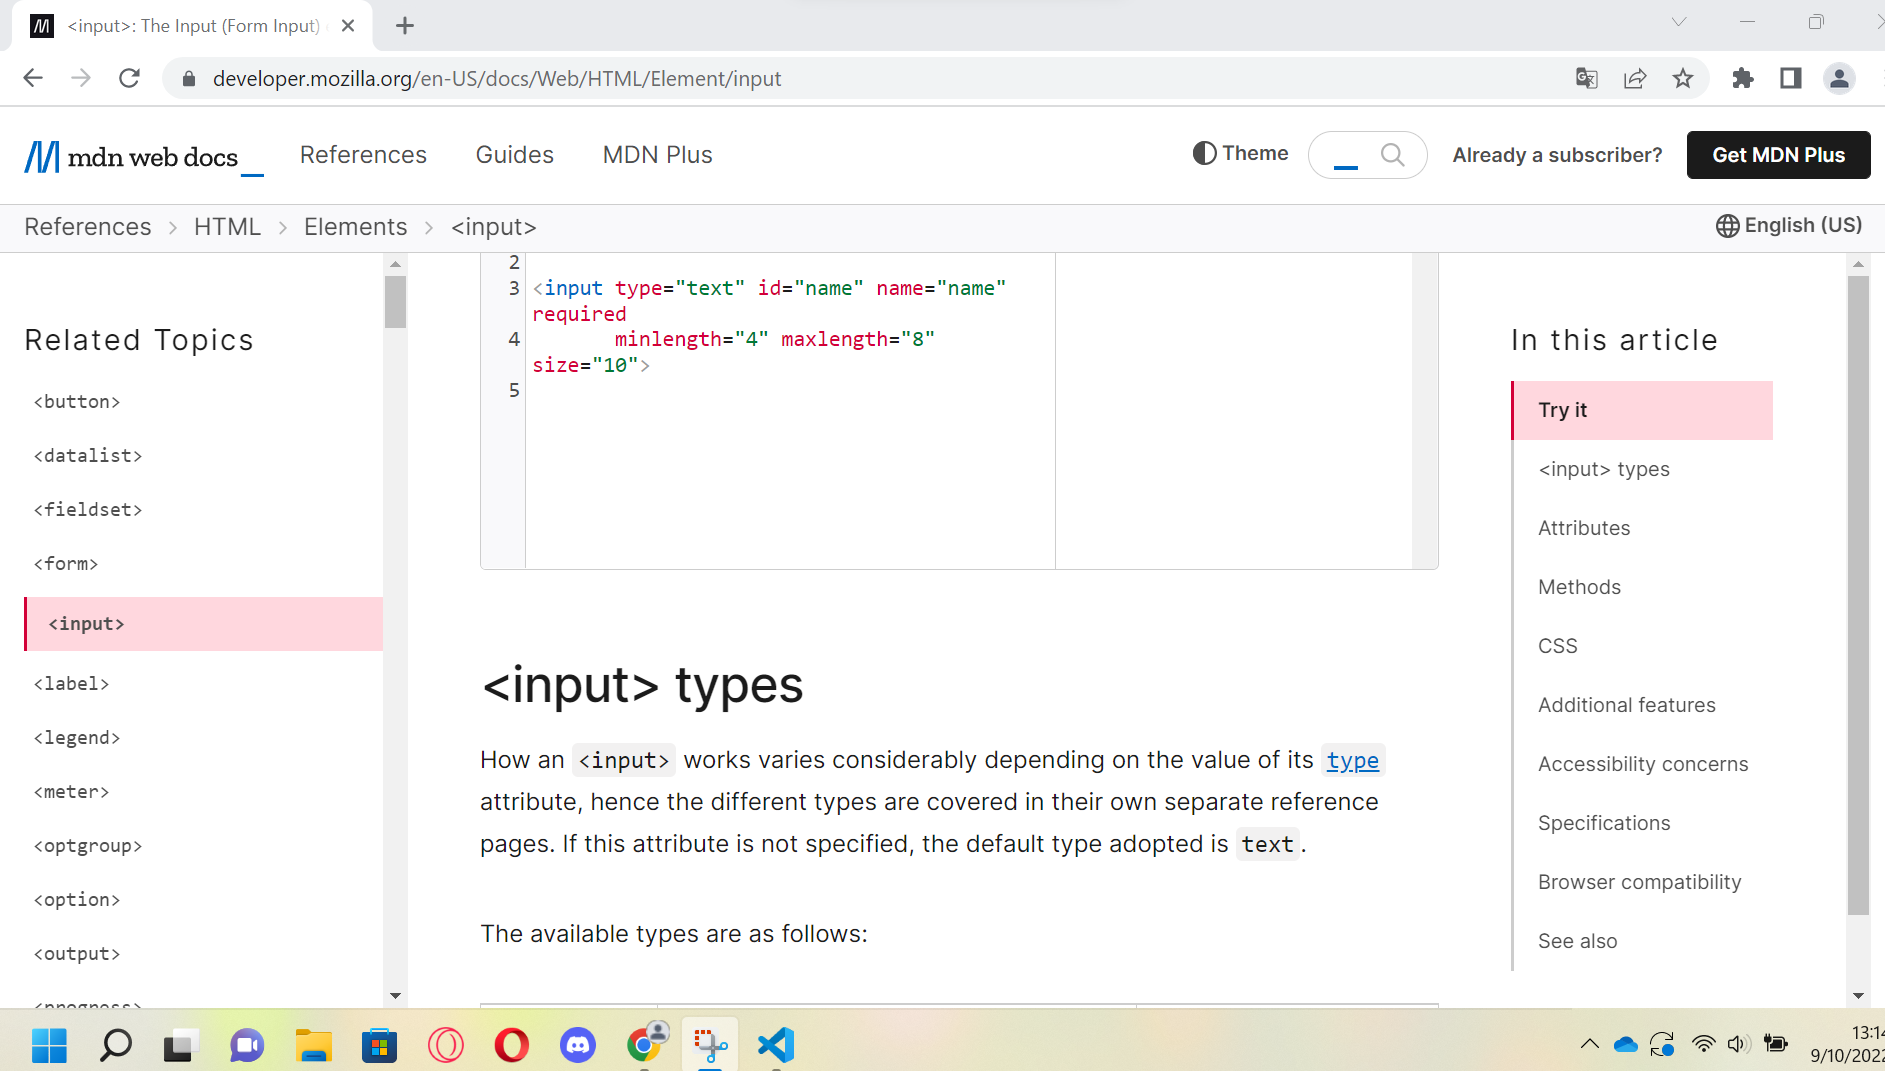 <input>: The Input (Form Input)
developer.mozilla.org/en-US/docs/Web/HTML/Element/input
mdn web docs
References
Guides
MDN Plus
Theme
Already a subscriber?
Get MDN Plus
References > HTML > Elements > <input>
English (US)
Related Topics
<button>
<datalist>
<fieldset>
<form>
<input>
<label>
<legend>
<meter>
<optgroup>
<option>
<output>
<progress>
2
3 <input type="text" id="name" name="name"
required
4 minlength="4" maxlength="8"
size="10">
5
<input> types
How an <input> works varies considerably depending on the value of its type
attribute, hence the different types are covered in their own separate reference
pages. If this attribute is not specified, the default type adopted is text.
The available types are as follows:
In this article
Try it
<input> types
Attributes
Methods
CSS
Additional features
Accessibility concerns
Specifications
Browser compatibility
See also
13:14
9/10/2022